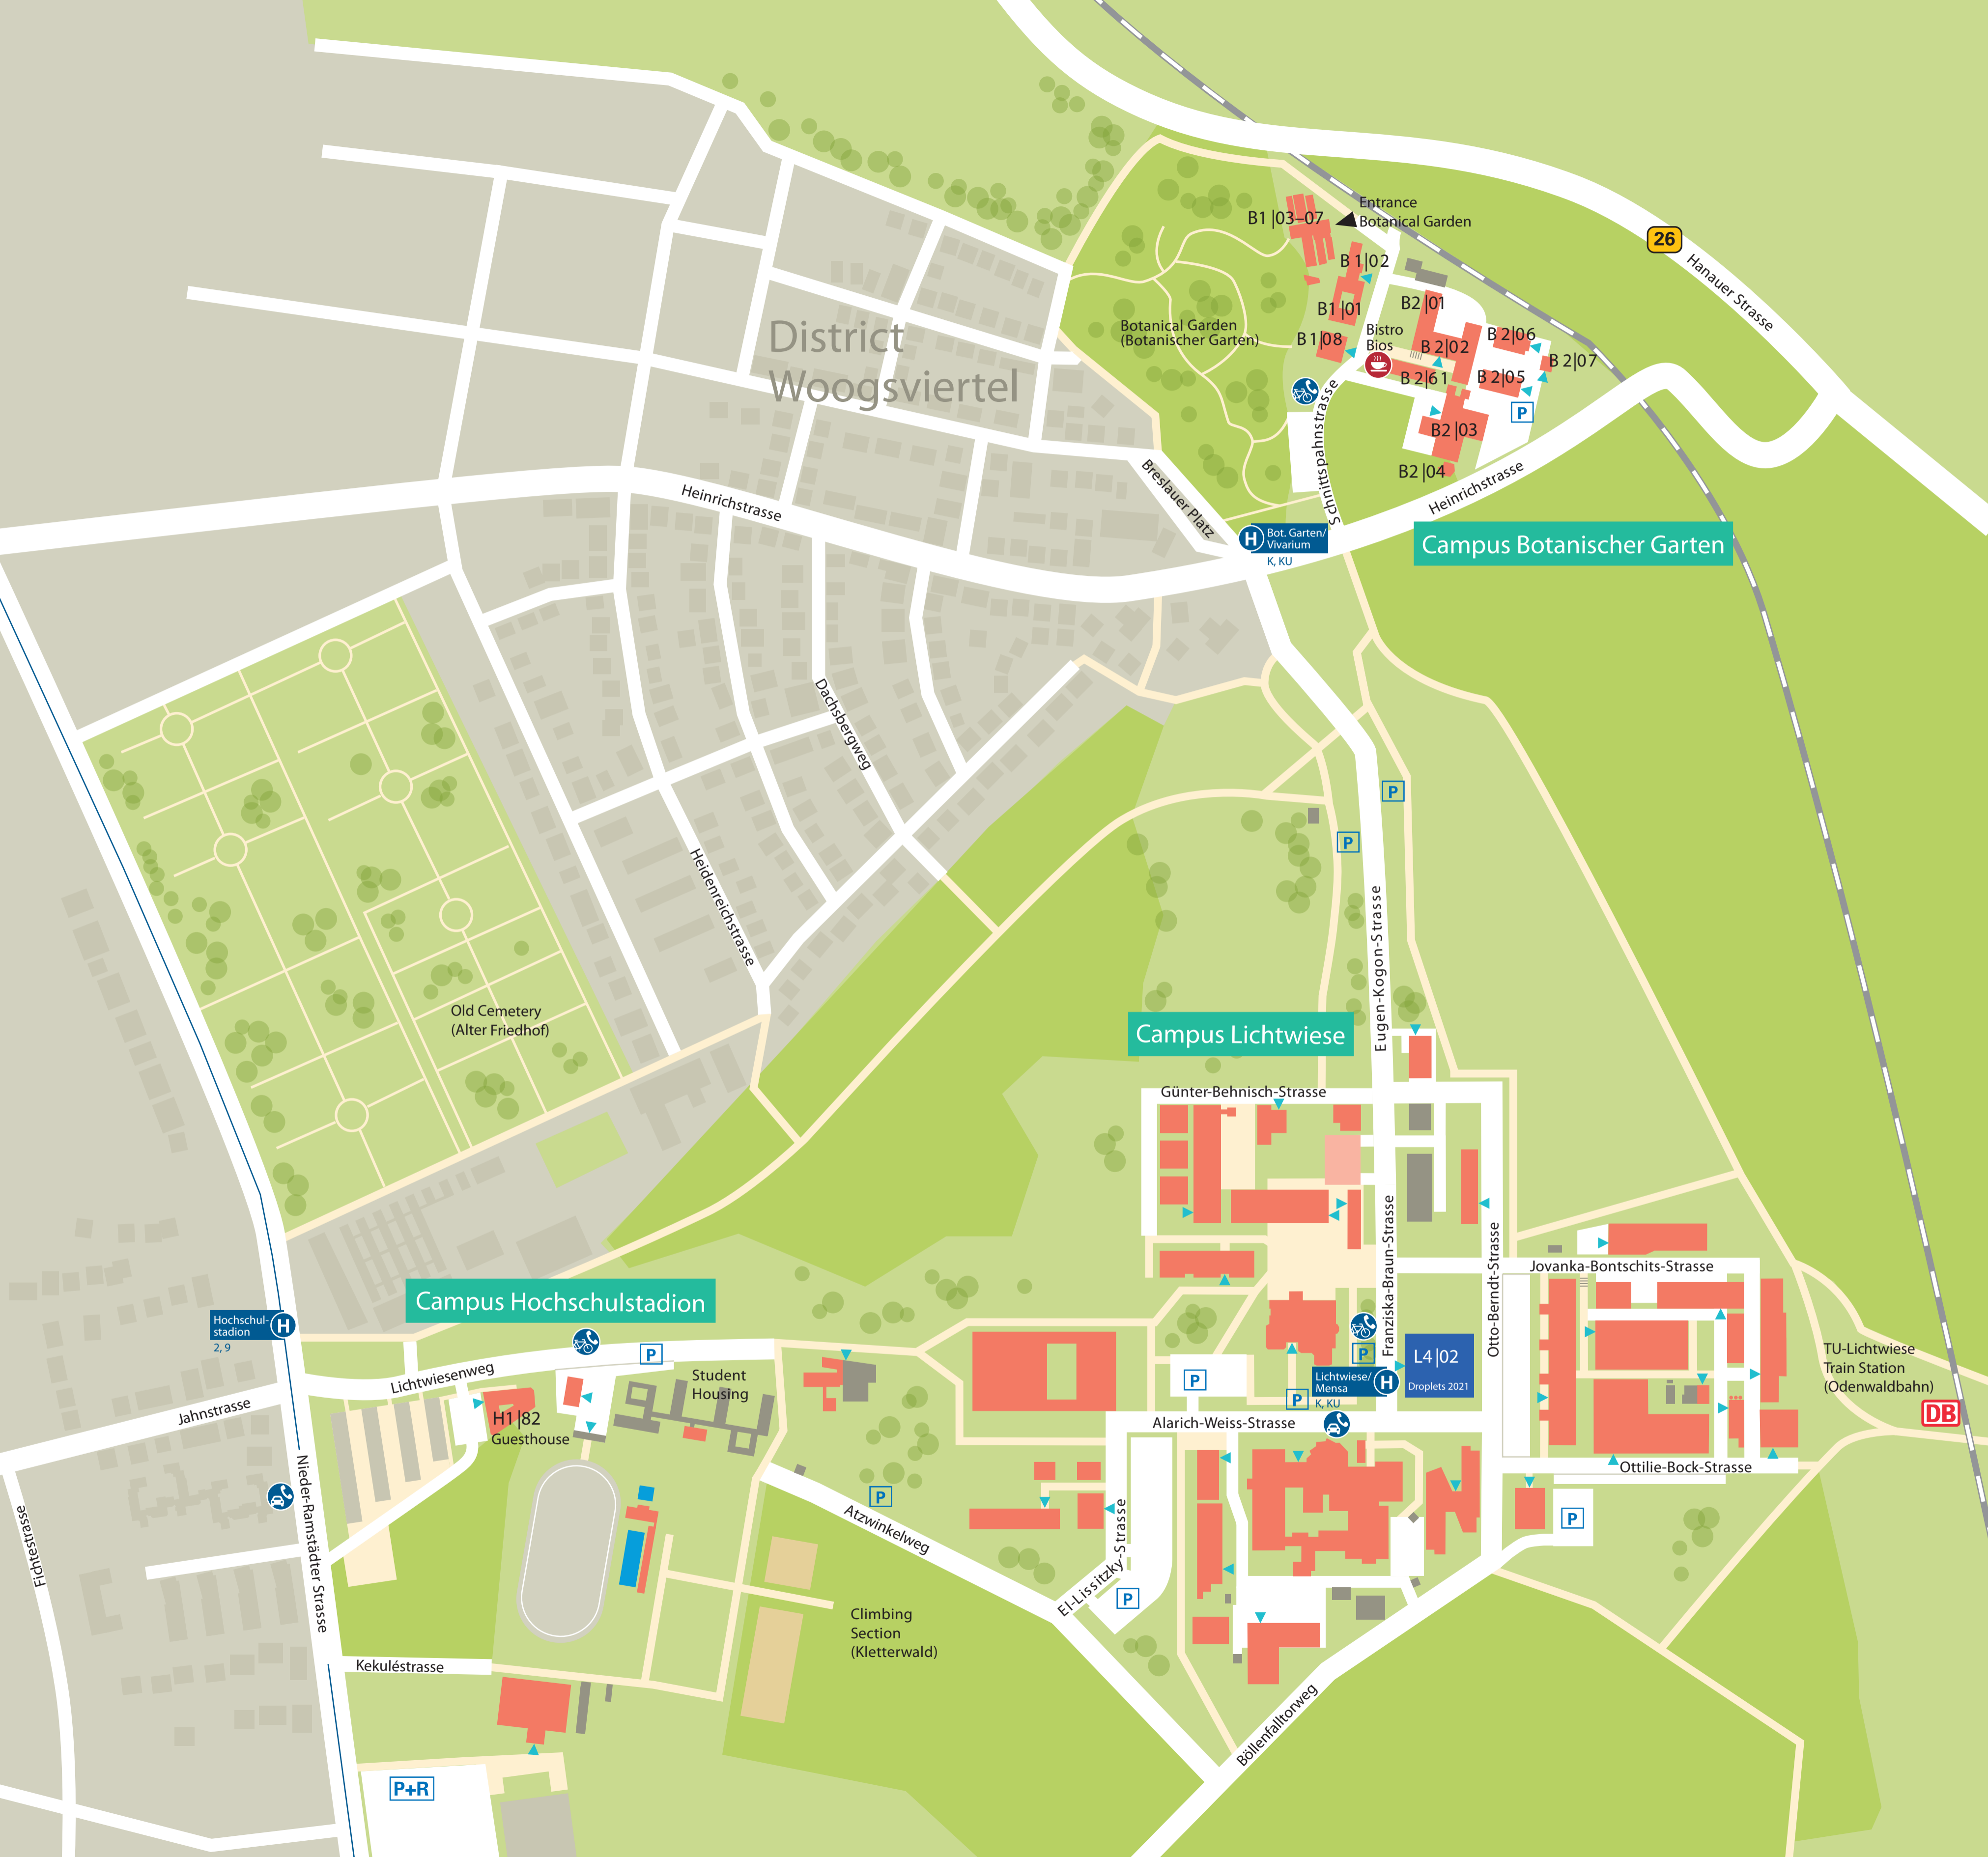 Entrance
Botanical Garden
B1|03–07
26
Hanauer Strasse
B 1|02
B2|01
B1|01
Bistro
Bios
B 2|06
B1|08
B 2|02
B 2|07
B 2|61
B 2|05
P
B2|03
B2|04
District
Woogsviertel
Botanical Garden
(Botanischer Garten)
Schnittspahnstrasse
Breslauer Platz
Heinrichstrasse
Heinrichstrasse
H
Bot. Garten/
Vivarium
K, KU
Campus Botanischer Garten
Dachsbergweg
Heidenreichstrasse
P
P
Eugen-Kogon-Strasse
Old Cemetery
(Alter Friedhof)
Campus Lichtwiese
Günter-Behnisch-Strasse
Franziska-Braun-Strasse
Otto-Berndt-Strasse
Jovanka-Bontschits-Strasse
Campus Hochschulstadion
Hochschul-
stadion
H
2, 9
Lichtwiesenweg
P
Student
Housing
Jahnstrasse
H1|82
Guesthouse
P
P
L4|02
Droplets 2021
Lichtwiese/
Mensa
H
K, KU
P
TU-Lichtwiese
Train Station
(Odenwaldbahn)
DB
Alarich-Weiss-Strasse
Ottilie-Bock-Strasse
Nieder-Ramstädter Strasse
Fichtestrasse
P
Atzwinkelweg
El-Lissitzky-Strasse
P
P
Climbing
Section
(Kletterwald)
Kekuléstrasse
Böllenfalltorweg
P+R